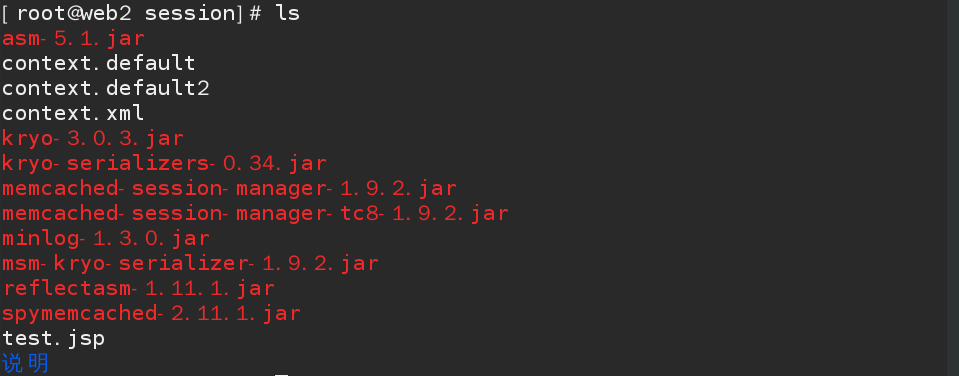 [root@web2 session]# ls
asm-5.1.jar
context.default
context.default2
context.xml
kryo-3.0.3.jar
kryo-serializers-0.34.jar
memcached-session-manager-1.9.2.jar
memcached-session-manager-tc8-1.9.2.jar
minlog-1.3.0.jar
msm-kryo-serializer-1.9.2.jar
reflectasm-1.11.1.jar
spymemcached-2.11.1.jar
test.jsp
说明